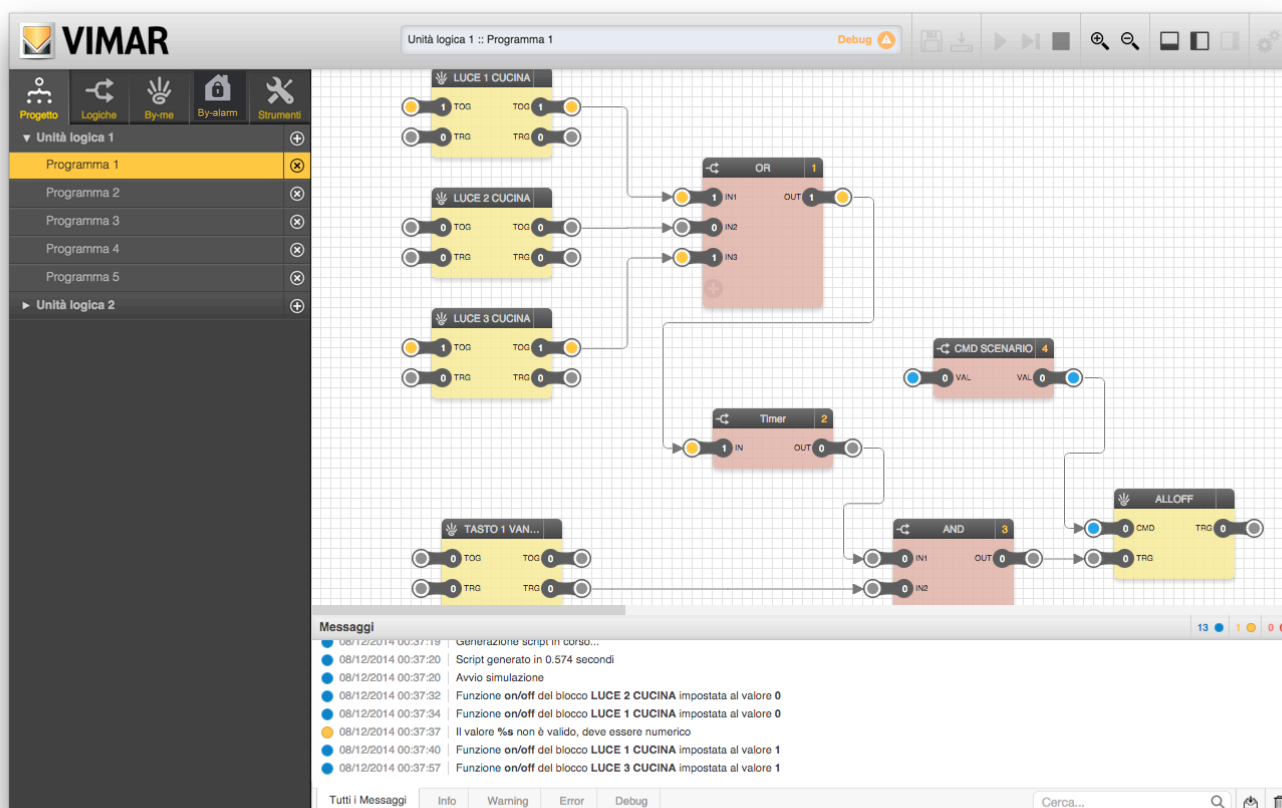 VIMAR
Unità logica 1 :: Programma 1
Debug
Progetto
Logiche
By-me
By-alarm
Strumenti
Unità logica 1
Programma 1
Programma 2
Programma 3
Programma 4
Programma 5
Unità logica 2
LUCE 1 CUCINA
1 TOG TOG 1
0 TRG TRG 0
LUCE 2 CUCINA
0 TOG TOG 0
0 TRG TRG 0
LUCE 3 CUCINA
1 TOG TOG 1
0 TRG TRG 0
OR 1
1 IN1 OUT 1
0 IN2
1 IN3
CMD SCENARIO 4
0 VAL VAL 0
Timer 2
1 IN OUT 0
TASTO 1 VAN...
0 TOG TOG 0
0 TRG TRG 0
AND 3
0 IN1 OUT 0
0 IN2
ALLOFF
0 CMD TRG 0
0 TRG
Messaggi
13 1 0
08/12/2014 00:37:19 Generazione script in corso...
08/12/2014 00:37:20 Script generato in 0.574 secondi
08/12/2014 00:37:20 Avvio simulazione
08/12/2014 00:37:32 Funzione on/off del blocco LUCE 2 CUCINA impostata al valore 0
08/12/2014 00:37:34 Funzione on/off del blocco LUCE 1 CUCINA impostata al valore 0
08/12/2014 00:37:37 Il valore %s non è valido, deve essere numerico
08/12/2014 00:37:40 Funzione on/off del blocco LUCE 1 CUCINA impostata al valore 1
08/12/2014 00:37:57 Funzione on/off del blocco LUCE 3 CUCINA impostata al valore 1
Tutti i Messaggi
Info
Warning
Error
Debug
Cerca...